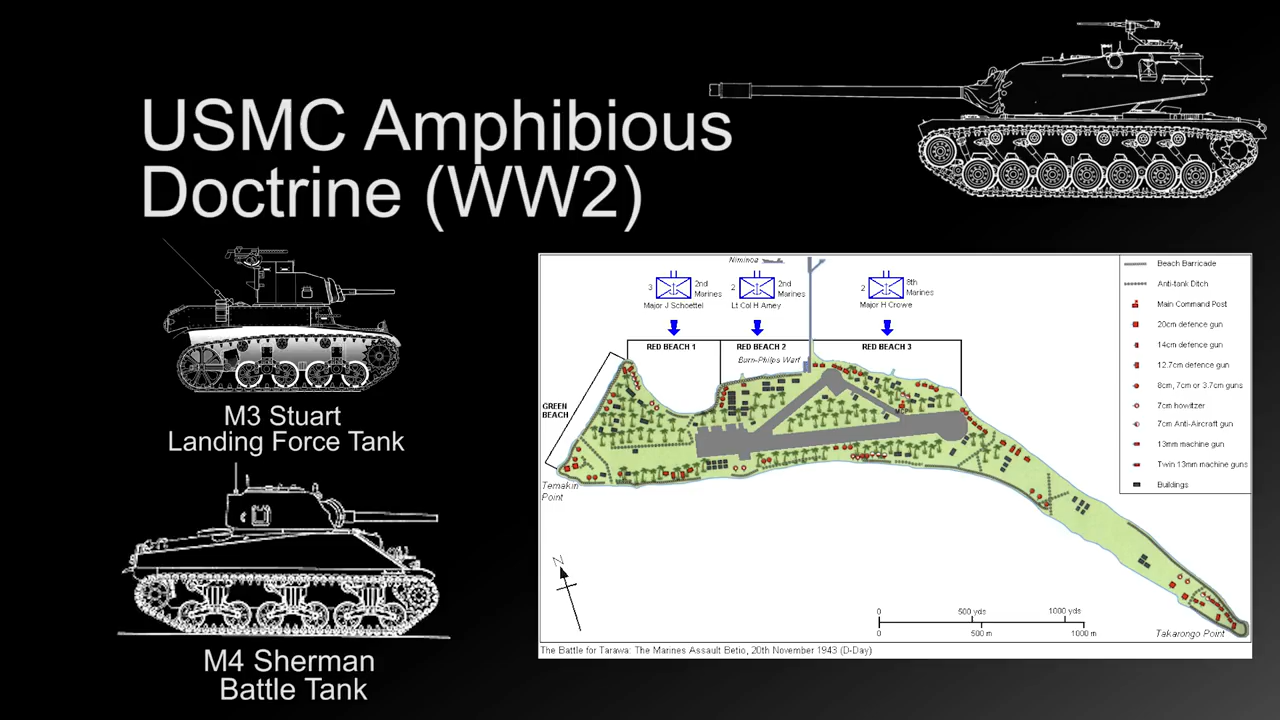 USMC Amphibious
Doctrine (WW2)
M3 Stuart
Landing Force Tank
M4 Sherman
Battle Tank
Niminoa
3
2nd
Marines
Major J Schoettel
2
2nd
Marines
Lt Col H Amey
2
8th
Marines
Major H Crowe
RED BEACH 1
RED BEACH 2
RED BEACH 3
Burn-Philps Warf
GREEN
BEACH
MCP
Temakin
Point
Takarongo Point
N
0
500 yds
1000 yds
0
500 m
1000 m
Beach Barricade
Anti-tank Ditch
Main Command Post
20cm defence gun
14cm defence gun
12.7cm defence gun
8cm, 7cm or 3.7cm guns
7cm howitzer
7cm Anti-Aircraft gun
13mm machine gun
Twin 13mm machine guns
Buildings
The Battle for Tarawa: The Marines Assault Betio, 20th November 1943 (D-Day)